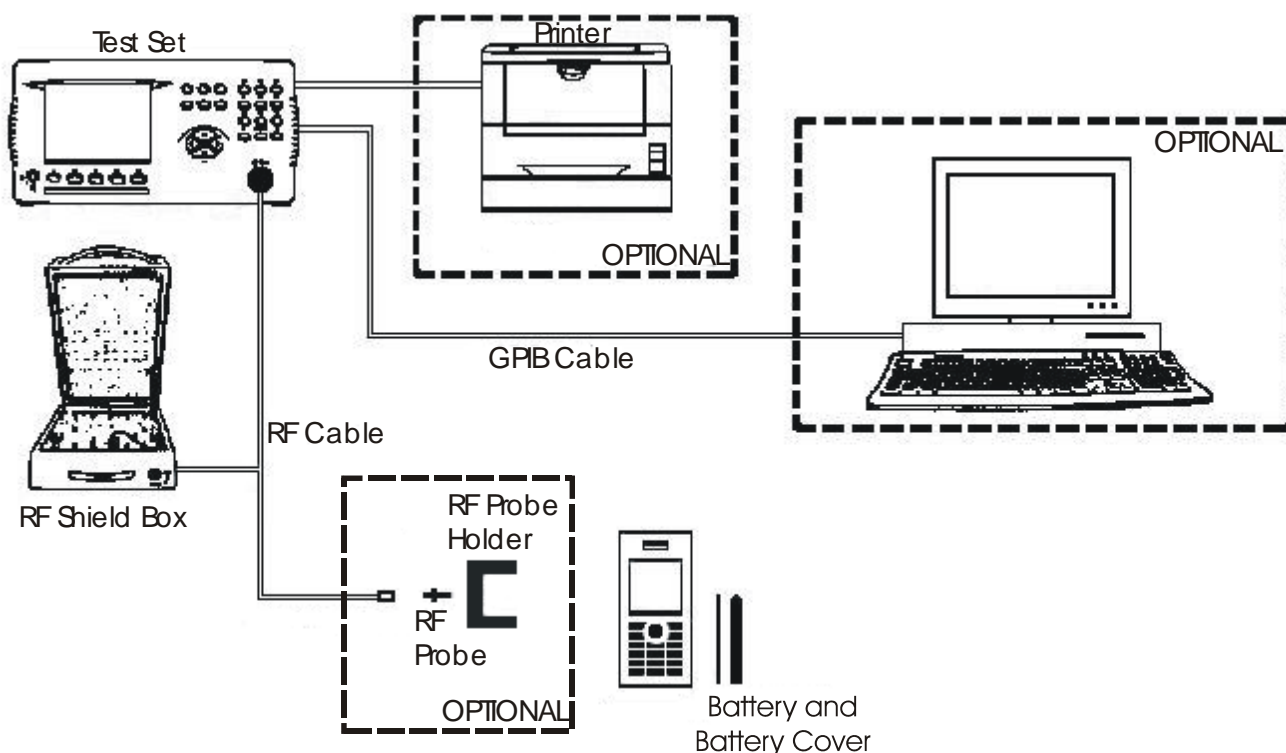 Test Set
Printer
OPTIONAL
OPTIONAL
GPIB Cable
RF Cable
RF Shield Box
RF Probe
Holder
RF
Probe
OPTIONAL
Battery and
Battery Cover